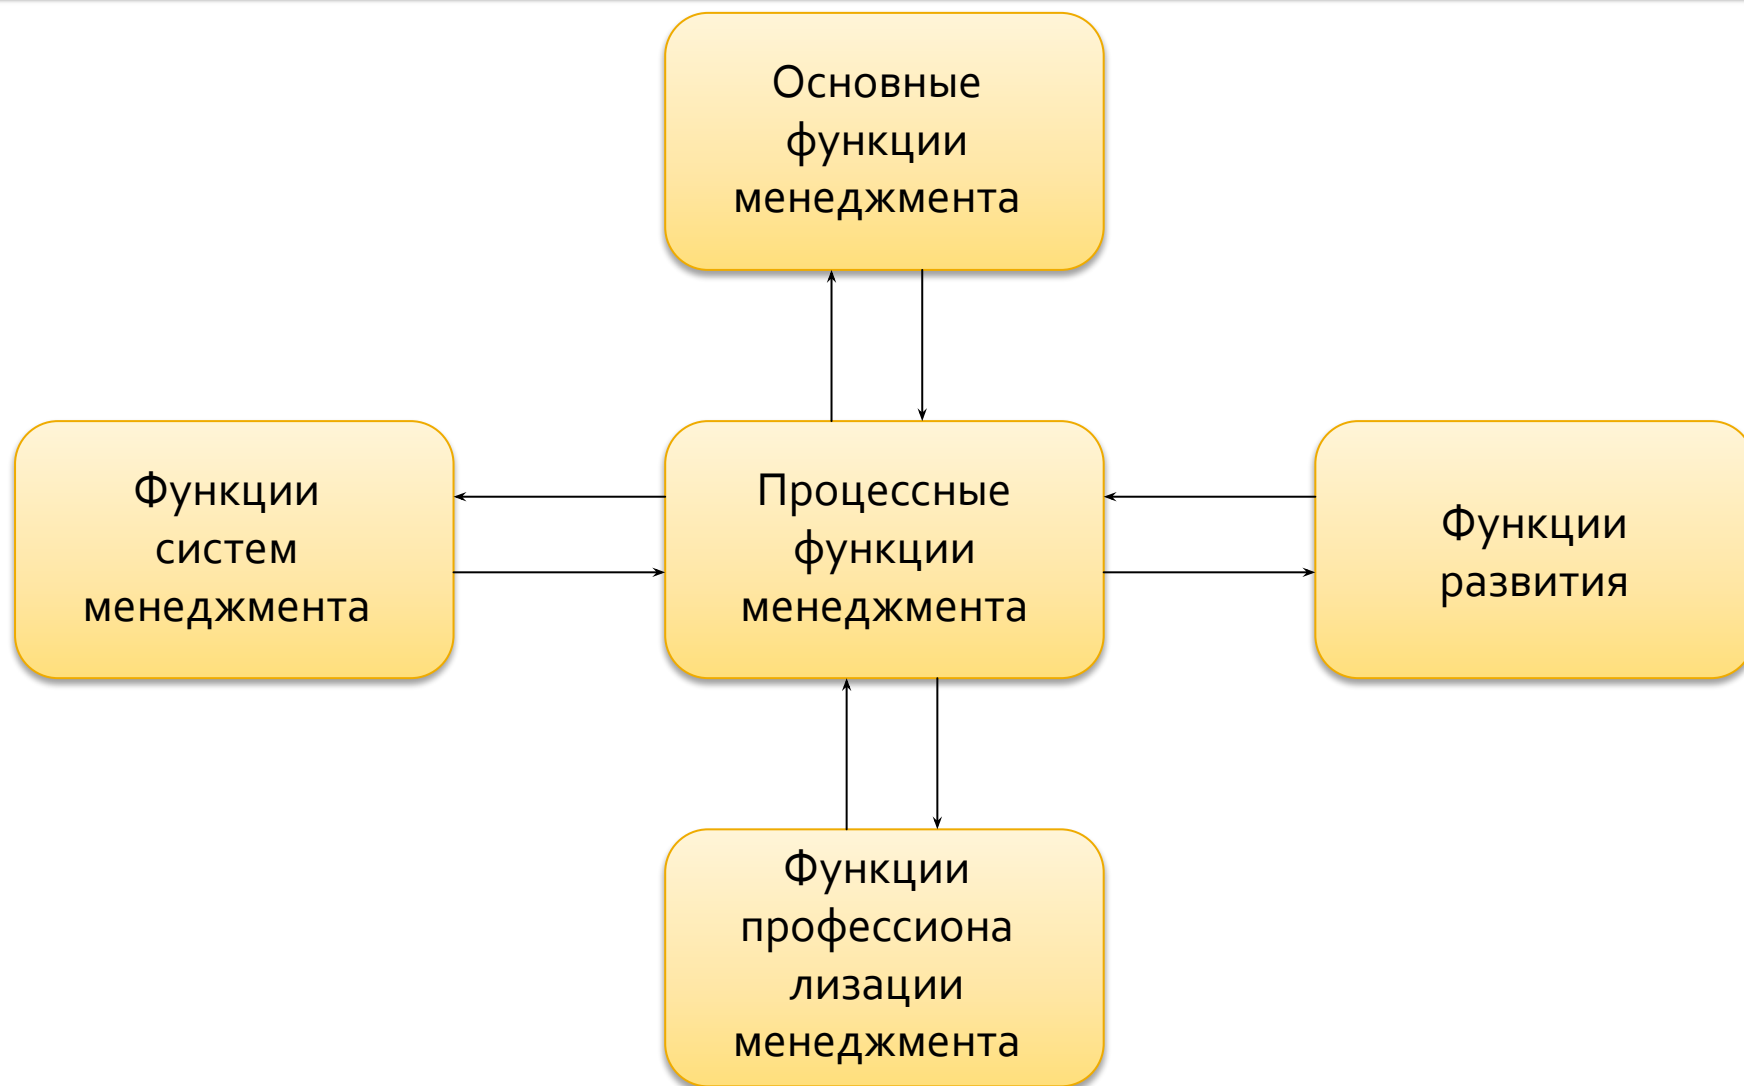 Основные
функции
менеджмента
Функции
систем
менеджмента
Процессные
функции
менеджмента
Функции
развития
Функции
профессиона
лизации
менеджмента